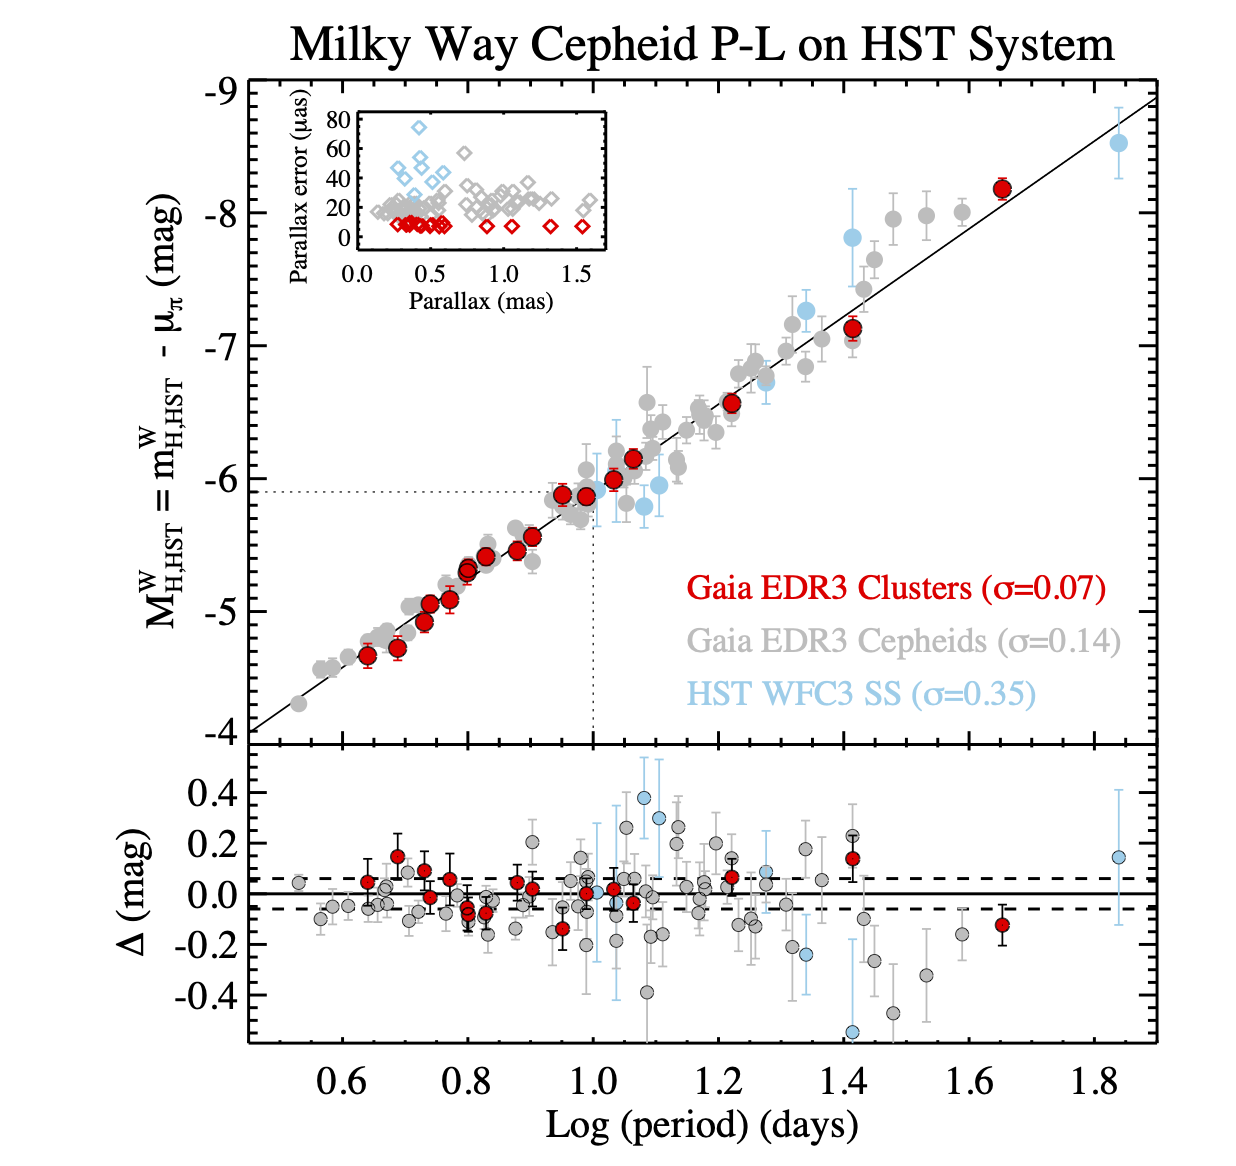 Milky Way Cepheid P-L on HST System
-9
-8
-7
-6
-5
-4
M^W_H,HST = m^W_H,HST - μ_π (mag)
80
60
40
20
0
Parallax error (μas)
0.0 0.5 1.0 1.5
Parallax (mas)
Gaia EDR3 Clusters (σ=0.07)
Gaia EDR3 Cepheids (σ=0.14)
HST WFC3 SS (σ=0.35)
0.4
0.2
0.0
-0.2
-0.4
Δ (mag)
0.6 0.8 1.0 1.2 1.4 1.6 1.8
Log (period) (days)